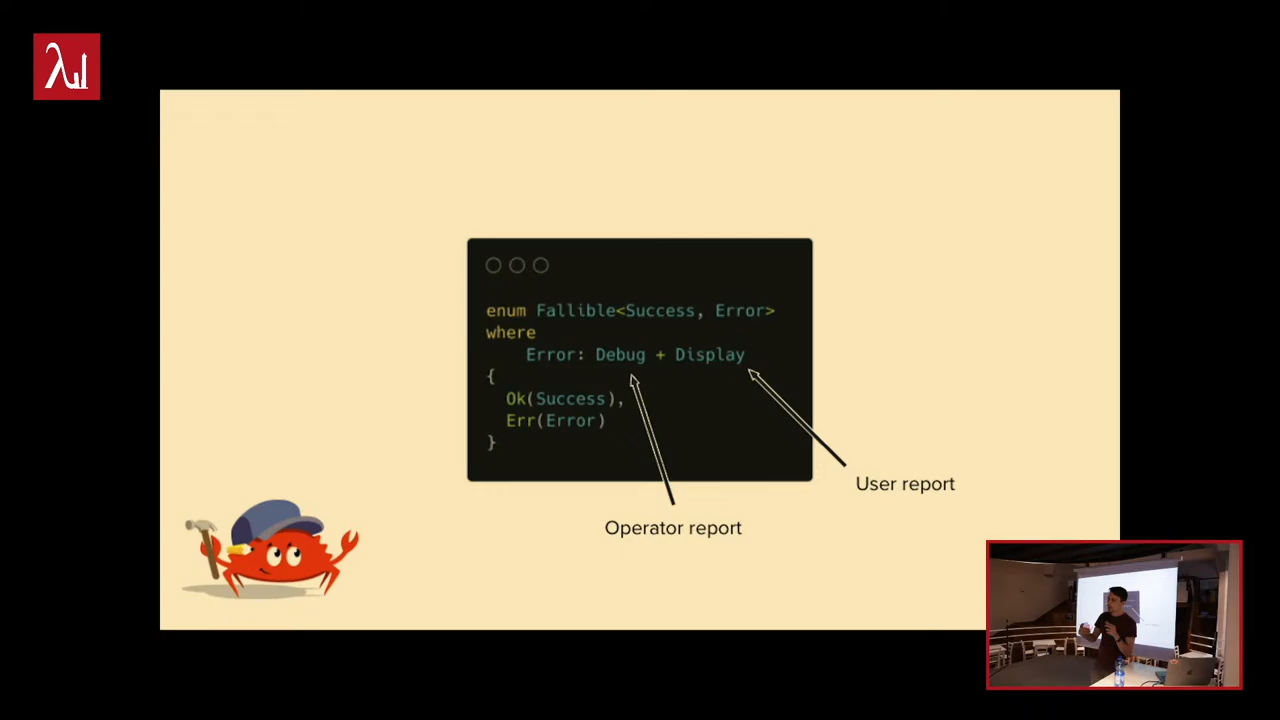 enum Fallible<Success, Error>
where
    Error: Debug + Display
{
  Ok(Success),
  Err(Error)
}
User report
Operator report